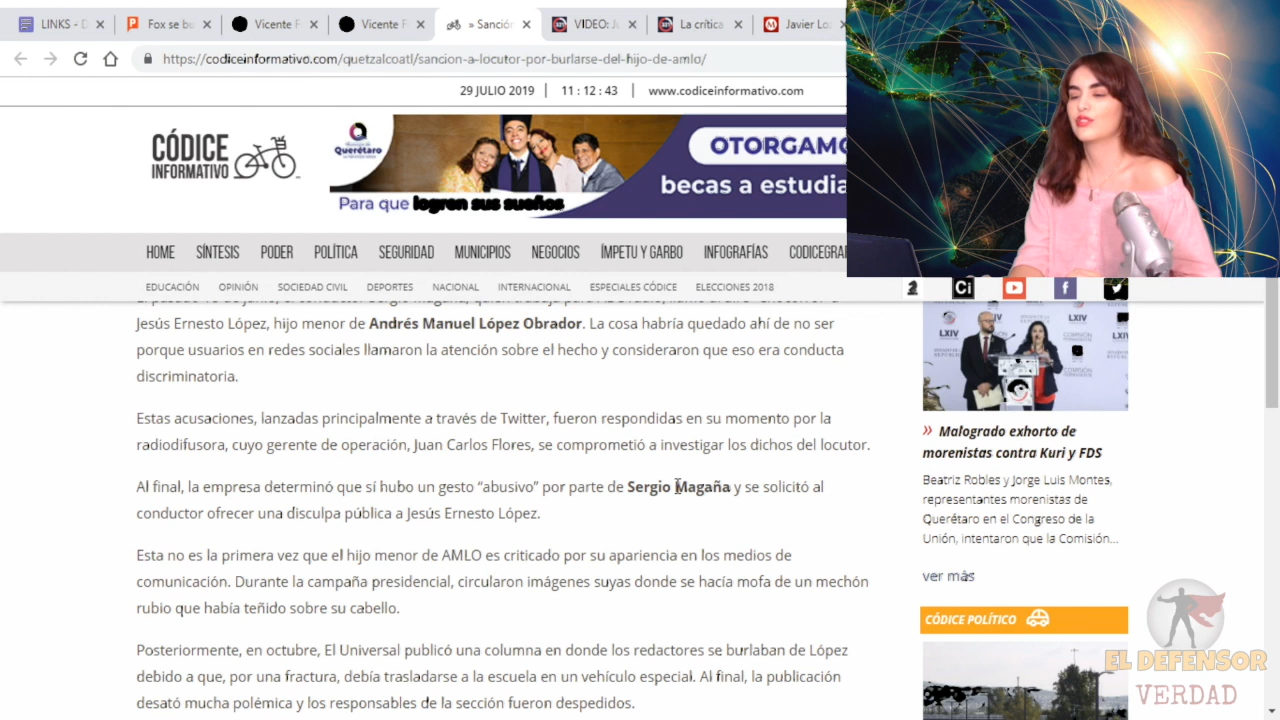 LINKS - D
Fox se bu
Vicente F
Vicente F
» Sanción
VIDEO: Ju
La crítica
Javier Lo
https://codiceinformativo.com/quetzalcoatl/sancion-a-locutor-por-burlarse-del-hijo-de-amlo/
29 JULIO 2019 | 11 : 12 : 43 | www.codiceinformativo.com
CÓDICE
INFORMATIVO
Querétaro
OTORGAMO
becas a estudia
Para que logren sus sueños
HOME SÍNTESIS PODER POLÍTICA SEGURIDAD MUNICIPIOS NEGOCIOS ÍMPETU Y GARBO INFOGRAFÍAS CODICEGRAF
EDUCACIÓN OPINIÓN SOCIEDAD CIVIL DEPORTES NACIONAL INTERNACIONAL ESPECIALES CÓDICE ELECCIONES 2018
Ci
Jesús Ernesto López, hijo menor de Andrés Manuel López Obrador. La cosa habría quedado ahí de no ser
porque usuarios en redes sociales llamaron la atención sobre el hecho y consideraron que eso era conducta
discriminatoria.
Estas acusaciones, lanzadas principalmente a través de Twitter, fueron respondidas en su momento por la
radiodifusora, cuyo gerente de operación, Juan Carlos Flores, se comprometió a investigar los dichos del locutor.
Al final, la empresa determinó que sí hubo un gesto “abusivo” por parte de Sergio Magaña y se solicitó al
conductor ofrecer una disculpa pública a Jesús Ernesto López.
Esta no es la primera vez que el hijo menor de AMLO es criticado por su apariencia en los medios de
comunicación. Durante la campaña presidencial, circularon imágenes suyas donde se hacía mofa de un mechón
rubio que había teñido sobre su cabello.
Posteriormente, en octubre, El Universal publicó una columna en donde los redactores se burlaban de López
debido a que, por una fractura, debía trasladarse a la escuela en un vehículo especial. Al final, la publicación
desató mucha polémica y los responsables de la sección fueron despedidos.
LXIV
LXIV
» Malogrado exhorto de
morenistas contra Kuri y FDS
Beatriz Robles y Jorge Luis Montes,
representantes morenistas de
Querétaro en el Congreso de la
Unión, intentaron que la Comisión...
ver más
CÓDICE POLÍTICO
EL DEFENSOR
VERDAD